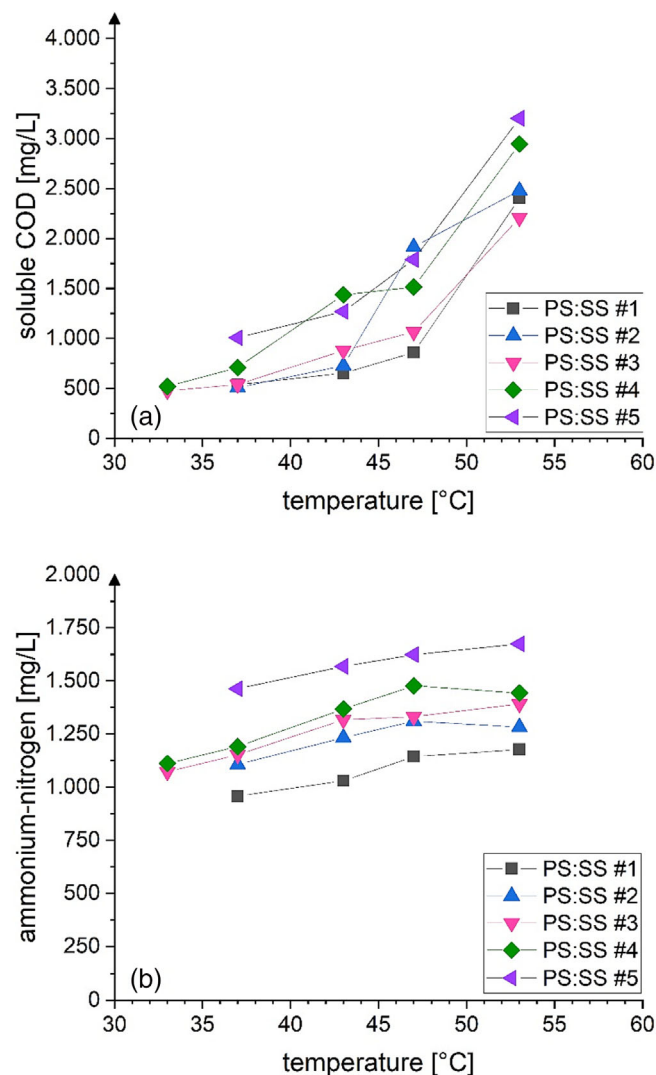 4.000
3.500
3.000
2.500
2.000
1.500
1.000
500
0
soluble COD [mg/L]
(a)
PS:SS #1
PS:SS #2
PS:SS #3
PS:SS #4
PS:SS #5
30 35 40 45 50 55 60
temperature [°C]
2.000
1.750
1.500
1.250
1.000
750
500
250
0
ammonium-nitrogen [mg/L]
(b)
PS:SS #1
PS:SS #2
PS:SS #3
PS:SS #4
PS:SS #5
30 35 40 45 50 55 60
temperature [°C]